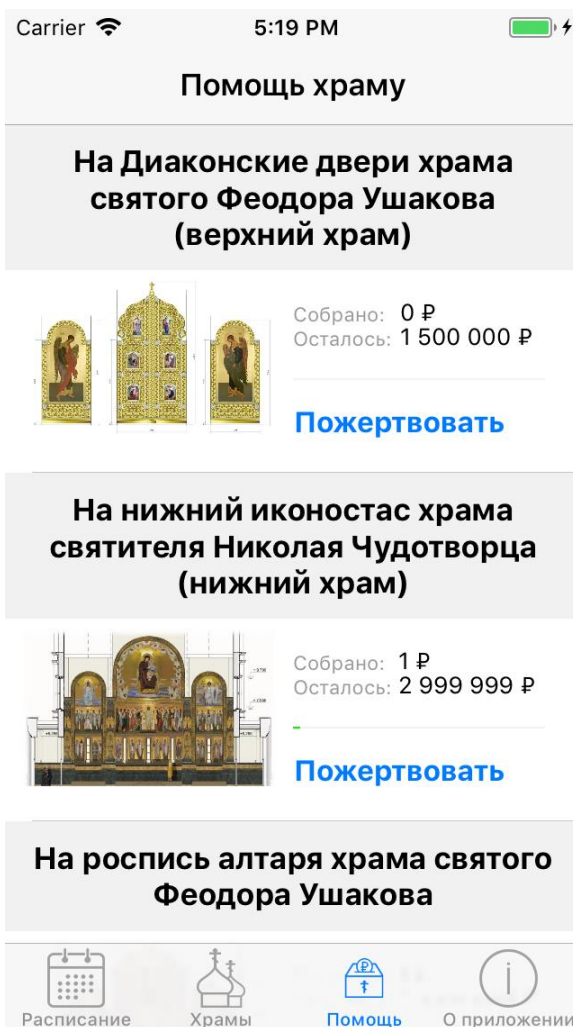 Carrier
5:19 PM
Помощь храму
На Диаконские двери храма
святого Феодора Ушакова
(верхний храм)
Собрано: 0 ₽
Осталось: 1 500 000 ₽
Пожертвовать
На нижний иконостас храма
святителя Николая Чудотворца
(нижний храм)
Собрано: 1 ₽
Осталось: 2 999 999 ₽
Пожертвовать
На роспись алтаря храма святого
Феодора Ушакова
Расписание
Храмы
Помощь
О приложении